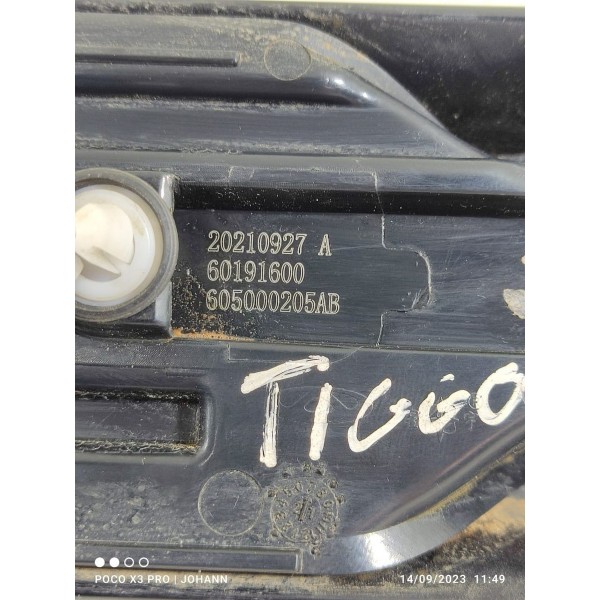 20210927 A
60191600
605000205AB
TIGGO
POCO X3 PRO | JOHANN
14/09/2023 11:49